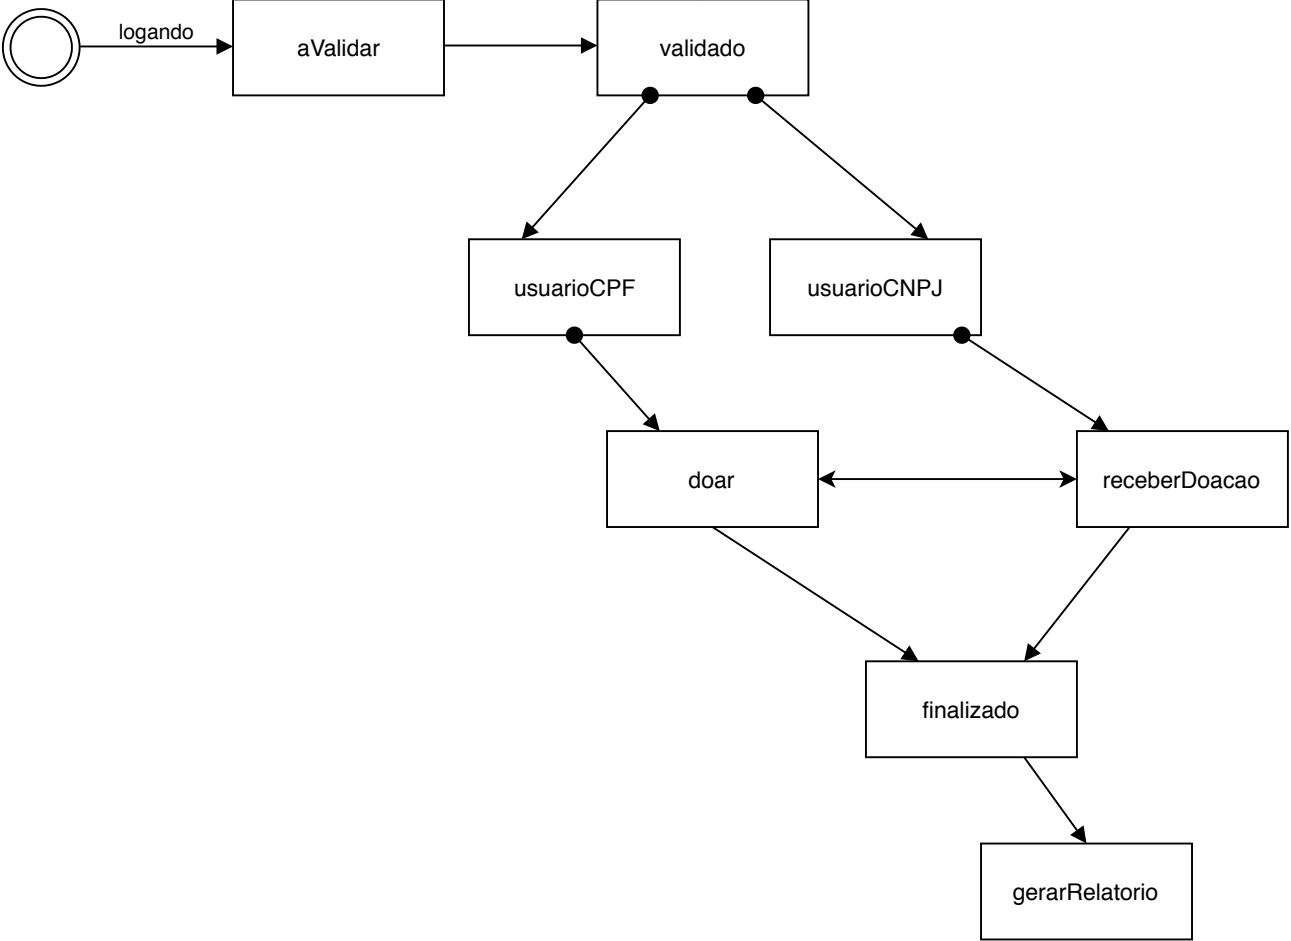 logando
aValidar
validado
usuarioCPF
usuarioCNPJ
doar
receberDoacao
finalizado
gerarRelatorio